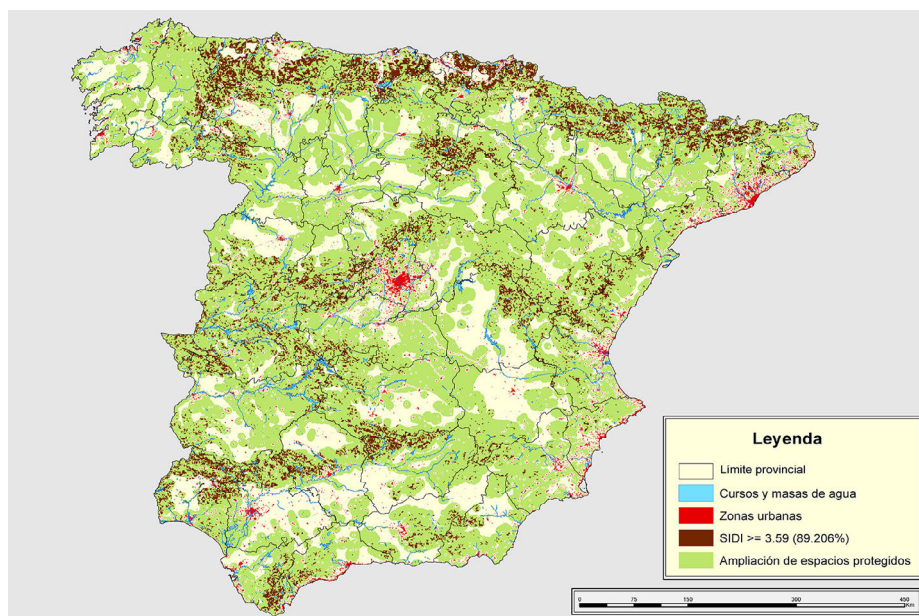 Leyenda
Limite provincial
Cursos y masas de agua
Zonas urbanas
SIDI >= 3.59 (89.206%)
Ampliación de espacios protegidos
0 75 150 300 450